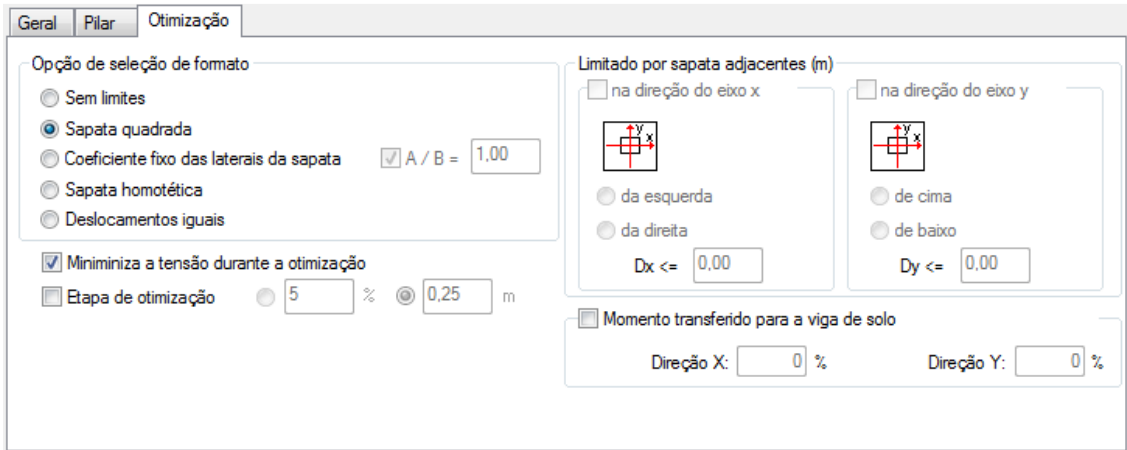 Geral Pilar Otimização
Opção de seleção de formato
Sem limites
Sapata quadrada
Coeficiente fixo das laterais da sapata A / B = 1,00
Sapata homotética
Deslocamentos iguais
Miniminiza a tensão durante a otimização
Etapa de otimização 5 % 0,25 m
Limitado por sapata adjacentes (m)
na direção do eixo x
y x
da esquerda
da direita
Dx <= 0,00
na direção do eixo y
y x
de cima
de baixo
Dy <= 0,00
Momento transferido para a viga de solo
Direção X: 0 % Direção Y: 0 %